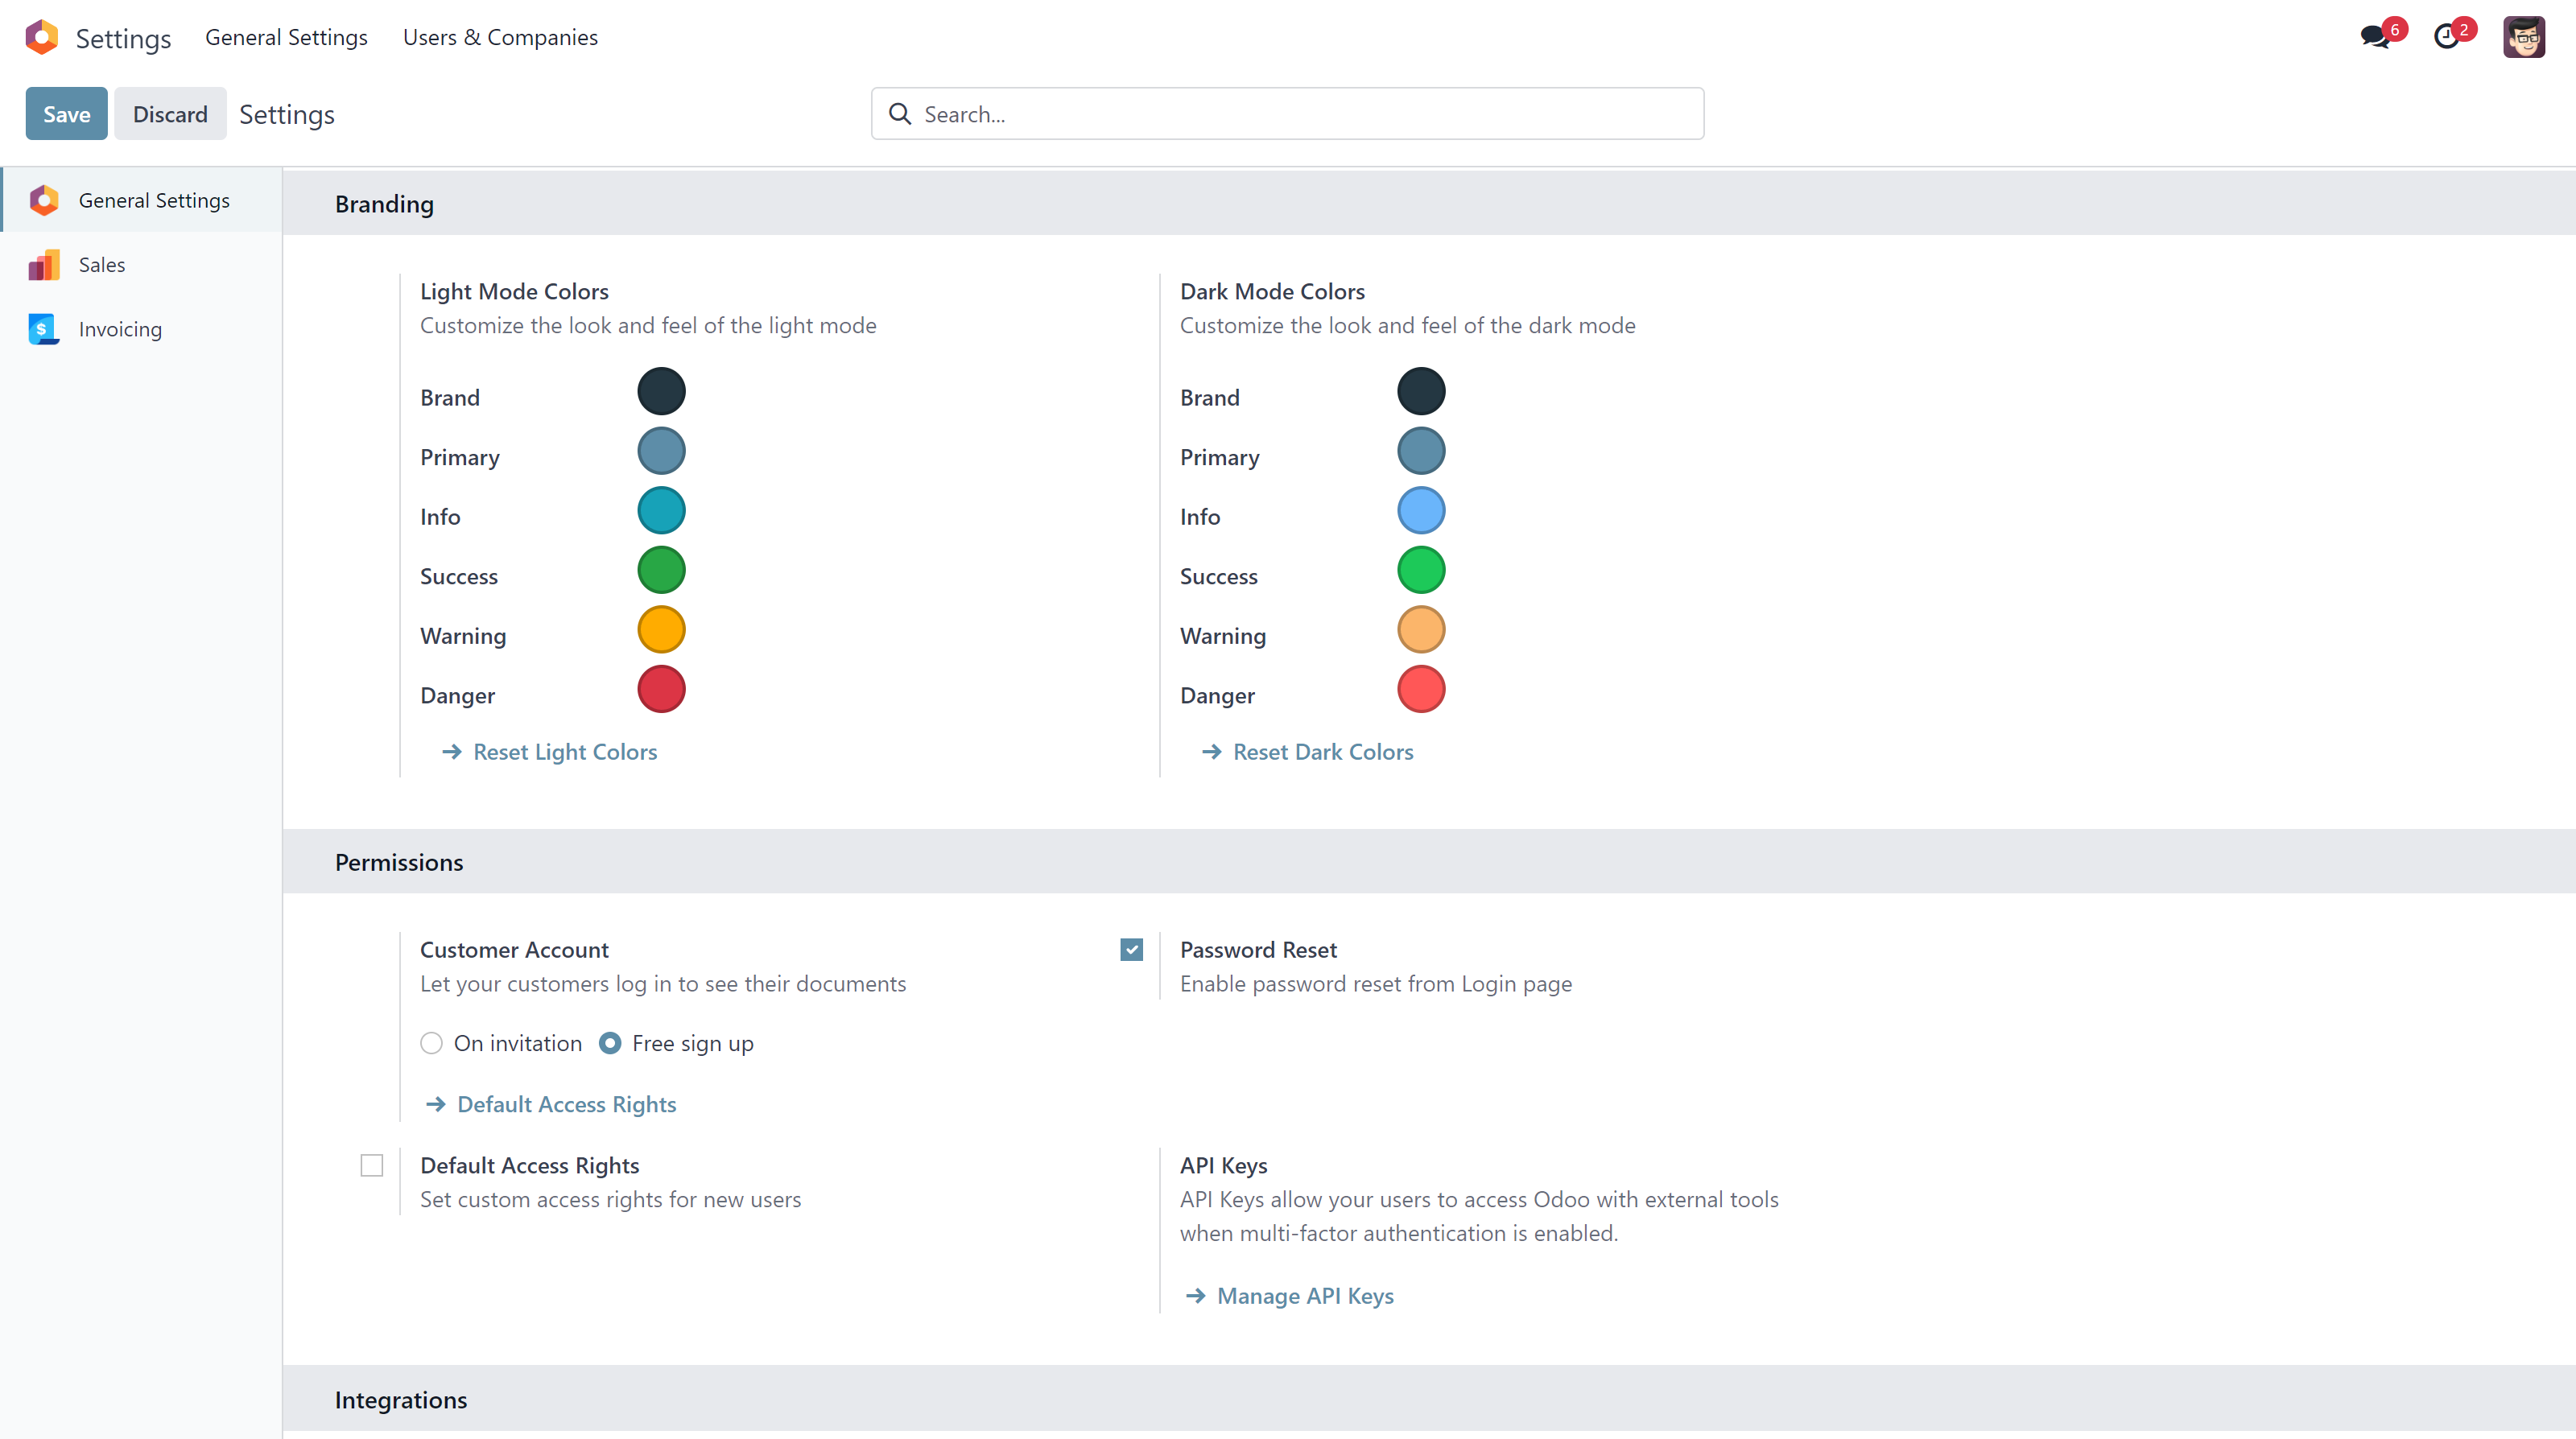 Settings General Settings Users & Companies 6 2
Save Discard Settings Search...
General Settings
Sales
$ Invoicing
Branding
Light Mode Colors
Customize the look and feel of the light mode
Brand
Primary
Info
Success
Warning
Danger
Reset Light Colors
Dark Mode Colors
Customize the look and feel of the dark mode
Brand
Primary
Info
Success
Warning
Danger
Reset Dark Colors
Permissions
Customer Account
Let your customers log in to see their documents
On invitation Free sign up
Default Access Rights
Password Reset
Enable password reset from Login page
Default Access Rights
Set custom access rights for new users
API Keys
API Keys allow your users to access Odoo with external tools
when multi-factor authentication is enabled.
Manage API Keys
Integrations